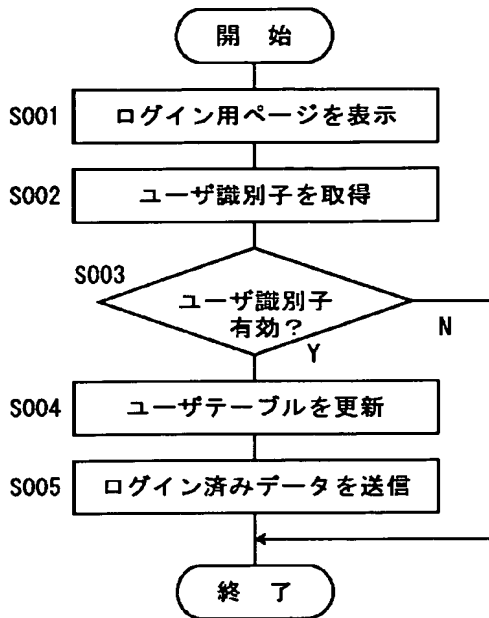 開 始
S001
ログイン用ページを表示
S002
ユーザ識別子を取得
S003
ユーザ識別子
有効？
N
Y
S004
ユーザテーブルを更新
S005
ログイン済みデータを送信
終 了